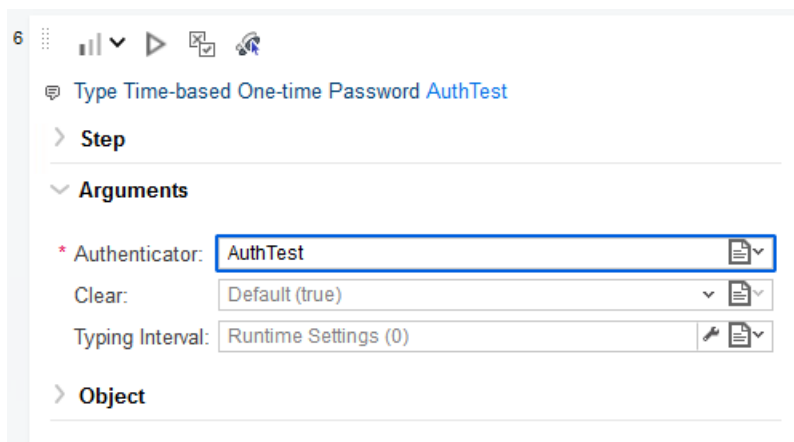 6
Type Time-based One-time Password AuthTest
Step
Arguments
* Authenticator: AuthTest
Clear: Default (true)
Typing Interval: Runtime Settings (0)
Object